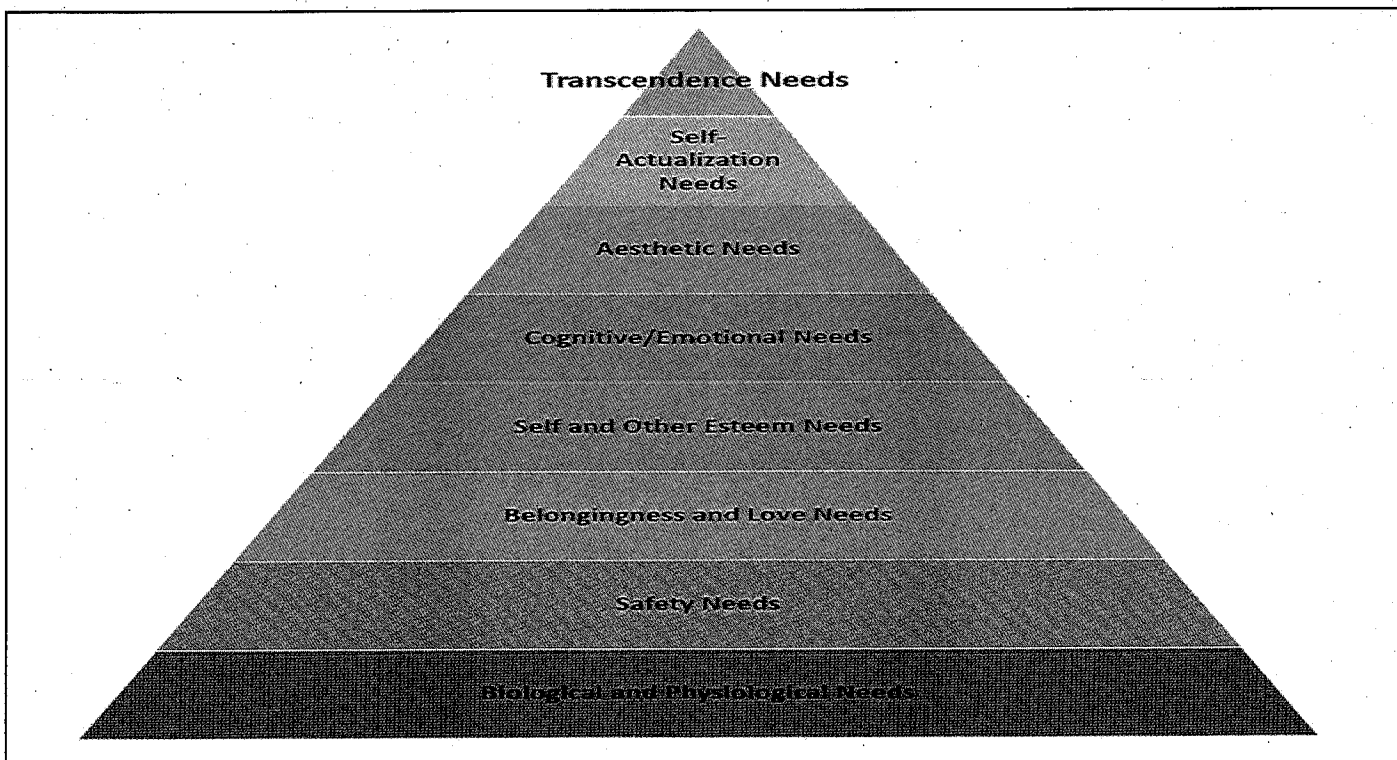 Transcendence Needs
Self-
Actualization
Needs
Aesthetic Needs
Cognitive/Emotional Needs
Self and Other Esteem Needs
Belongingness and Love Needs
Safety Needs
Biological and Physiological Needs